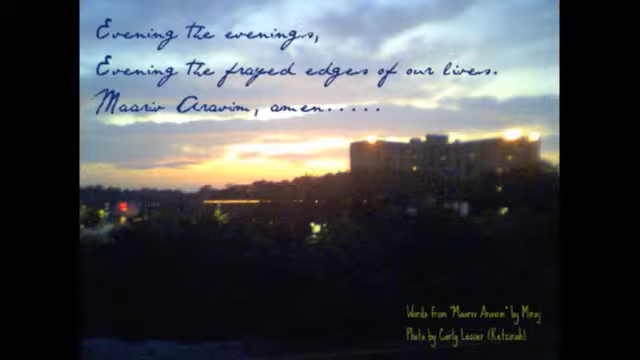 Evening the evenings,
Evening the frayed edges of our lives.
Maariv Aravim, amen.....
Words from "Maariv Aravim" by Miraj
Photo by Carly Lesser (Ketzirah)